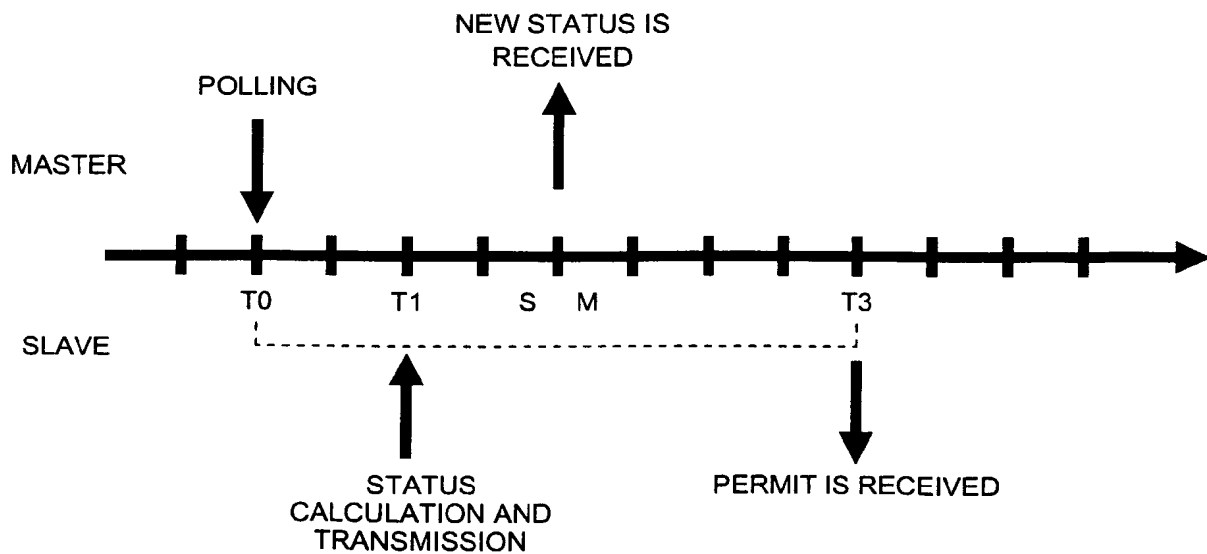 NEW STATUS IS
RECEIVED
POLLING
MASTER
T0
T1
S
M
T3
SLAVE
STATUS
CALCULATION AND
TRANSMISSION
PERMIT IS RECEIVED